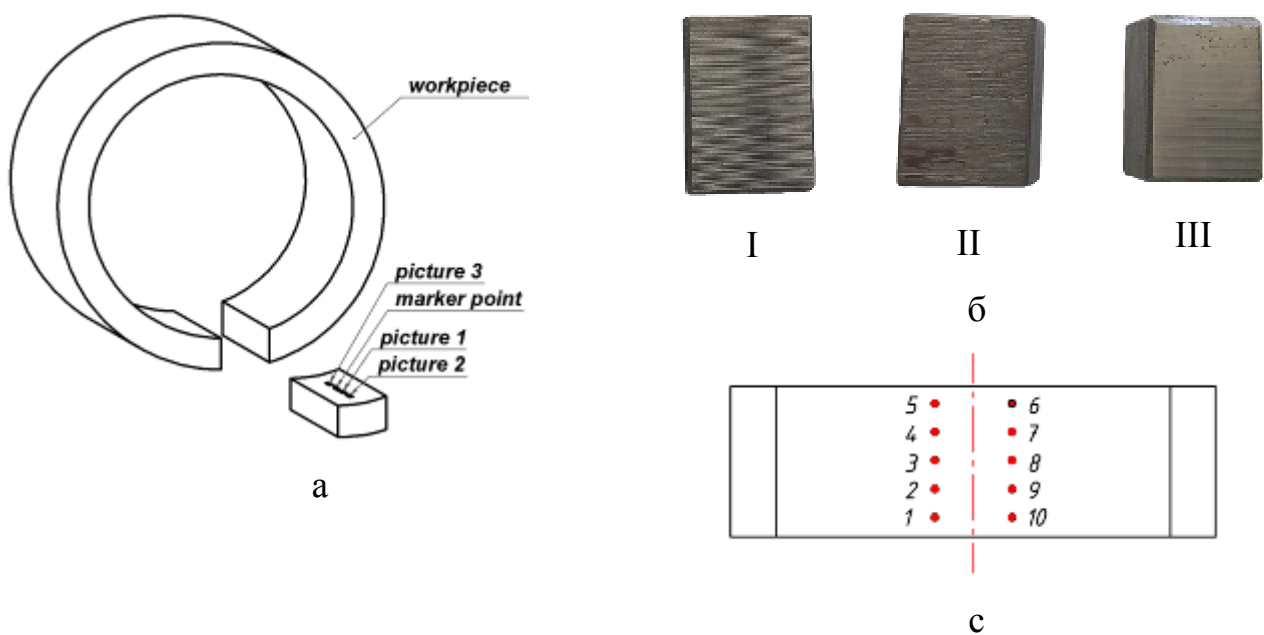 workpiece
picture 3
marker point
picture 1
picture 2
а
I
II
III
б
5
6
4
7
3
8
2
9
1
10
с